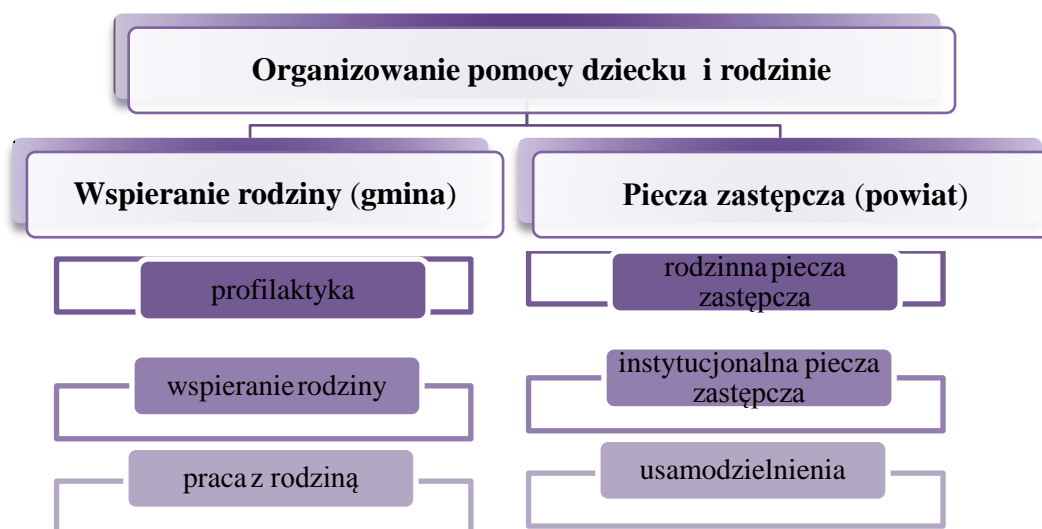 Organizowanie pomocy dziecku i rodzinie
Wspieranie rodziny (gmina)
Piecza zastępcza (powiat)
profilaktyka
wspieranie rodziny
praca z rodziną
rodzinna piecza
zastępcza
instytucjonalna piecza
zastępcza
usamodzielnienia